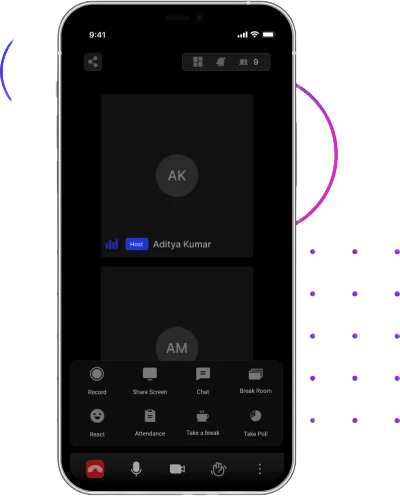 9:41
9
AK
Host Aditya Kumar
AM
Record Share Screen Chat Break Room
React Attendance Take a break Take Poll